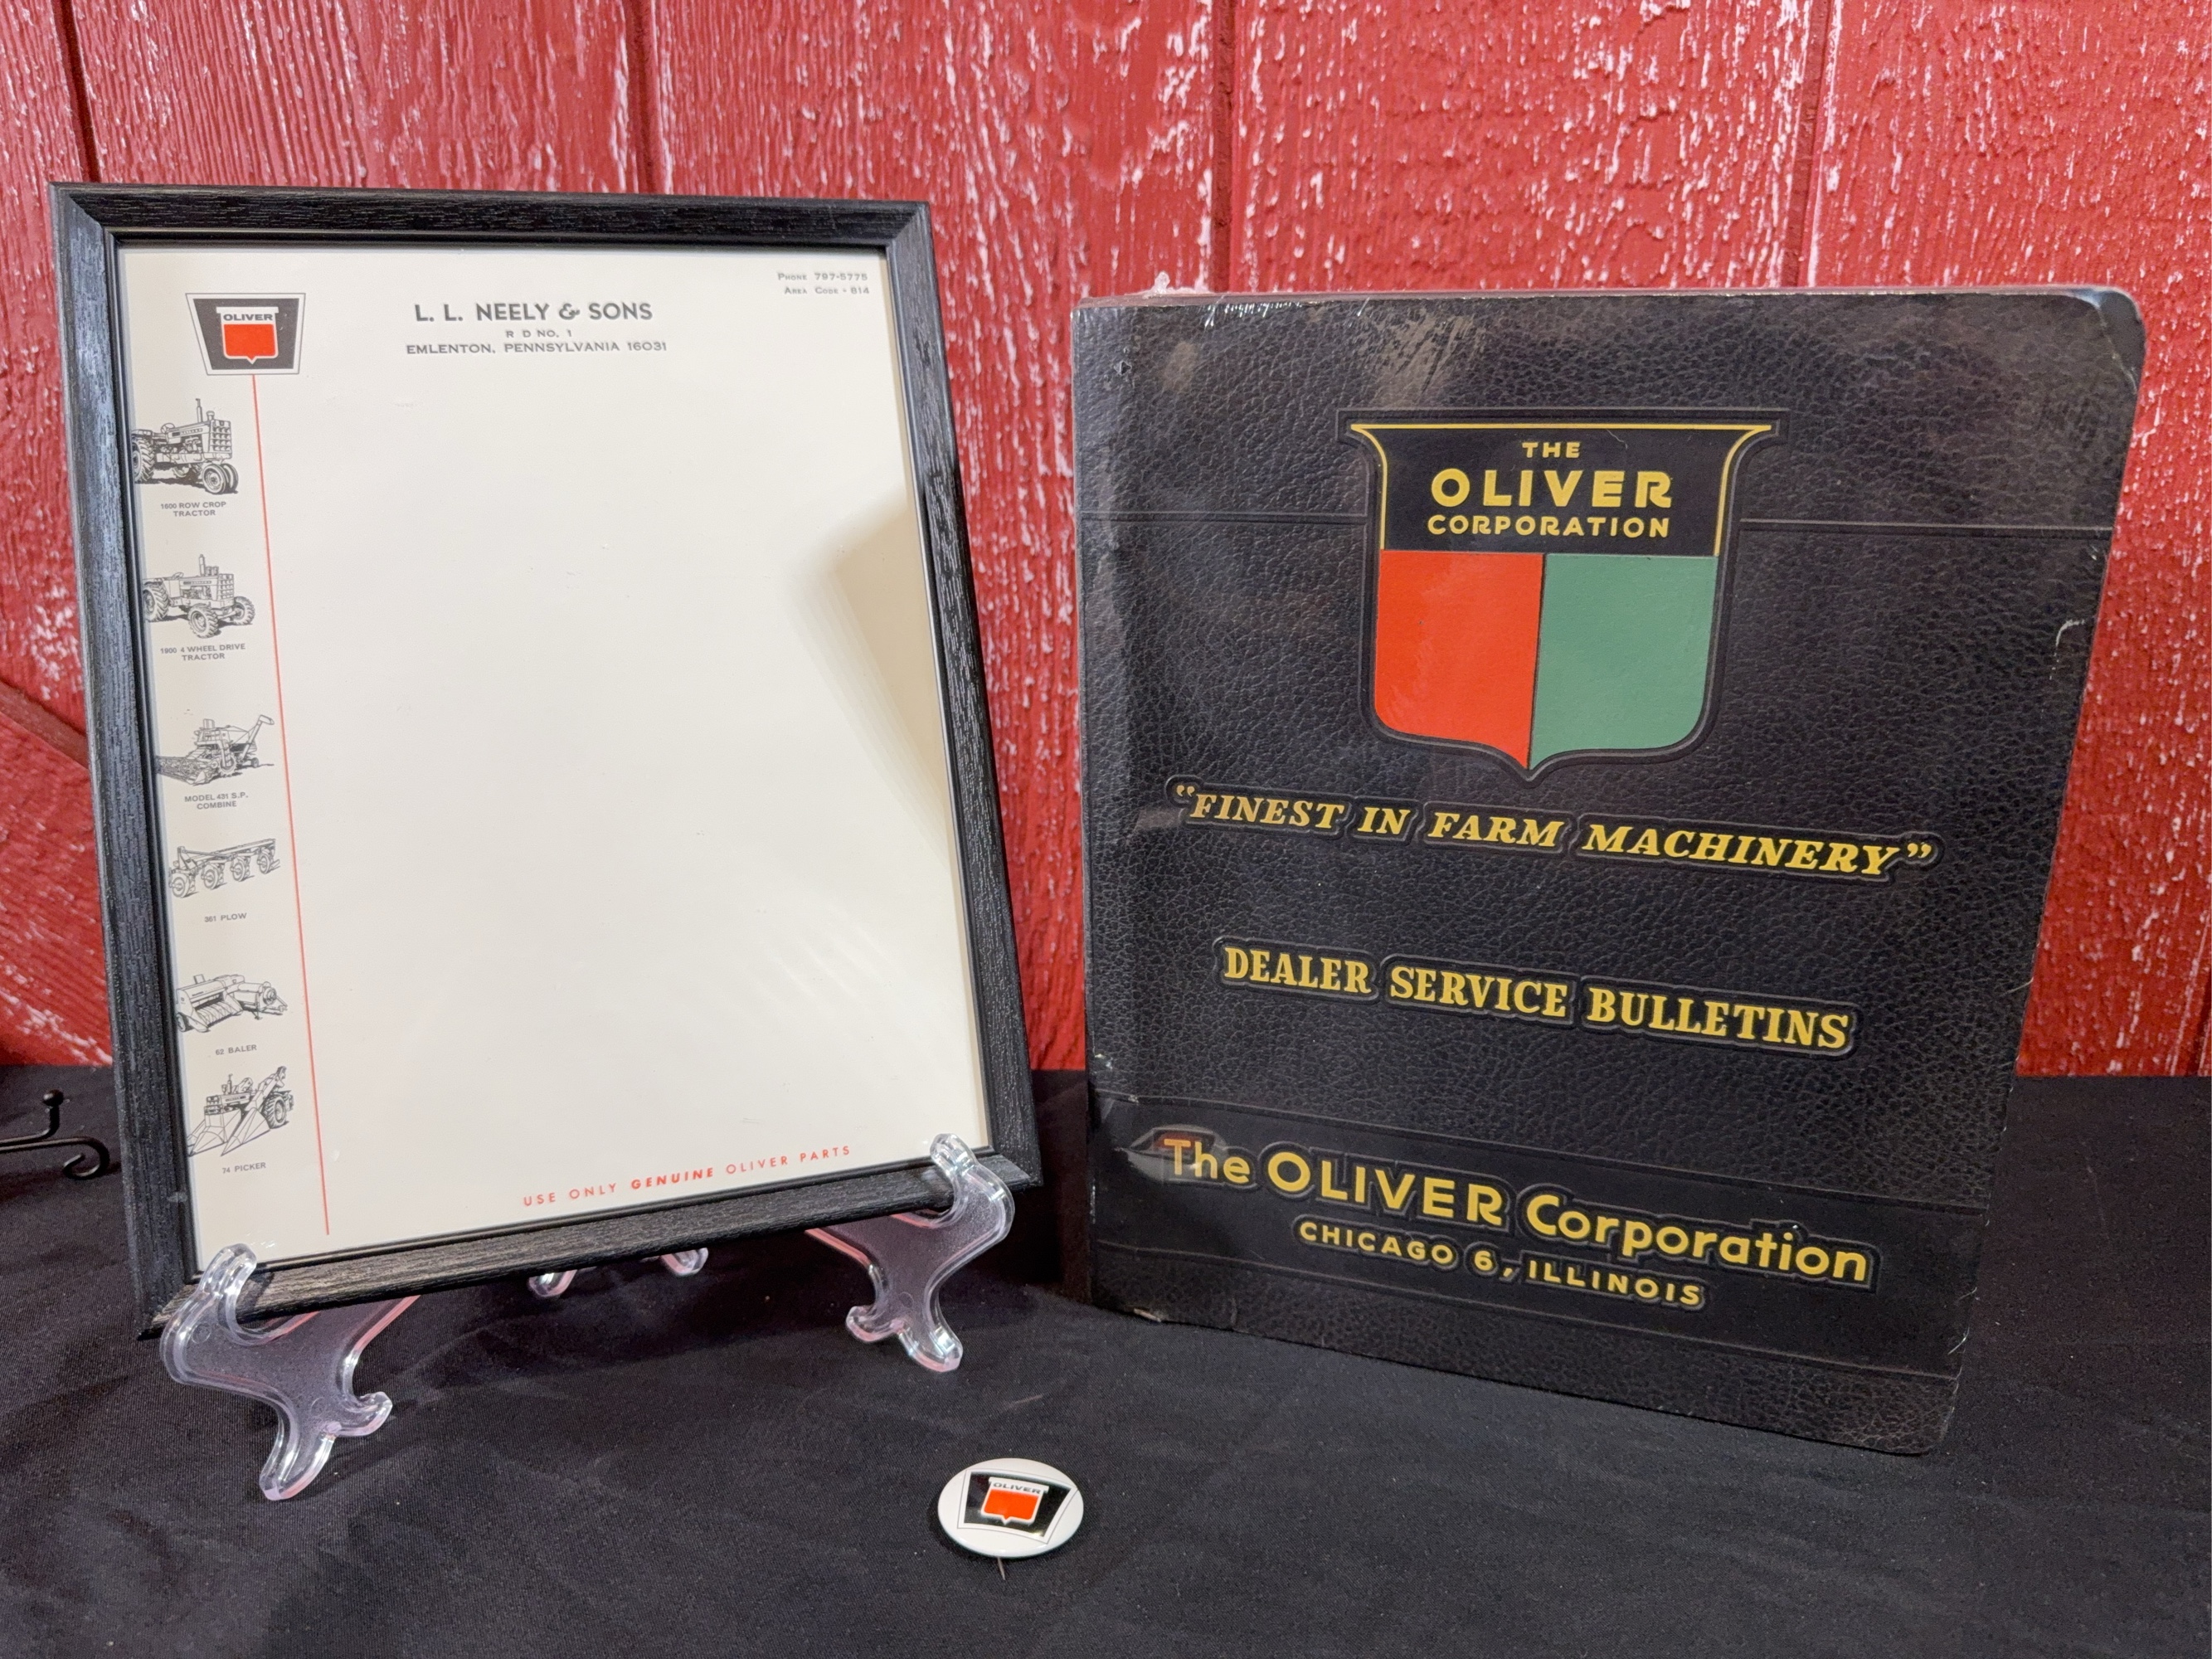 OLIVER
PHONE 797-5775
AREA CODE - 814
L. L. NEELY & SONS
R D NO. 1
EMLENTON, PENNSYLVANIA 16031
1600 ROW CROP
TRACTOR
1800 4 WHEEL DRIVE
TRACTOR
MODEL 431 S.P.
COMBINE
361 PLOW
62 BALER
74 PICKER
USE ONLY GENUINE OLIVER PARTS
THE
OLIVER
CORPORATION
"FINEST IN FARM MACHINERY"
DEALER SERVICE BULLETINS
The OLIVER Corporation
CHICAGO 6, ILLINOIS
OLIVER